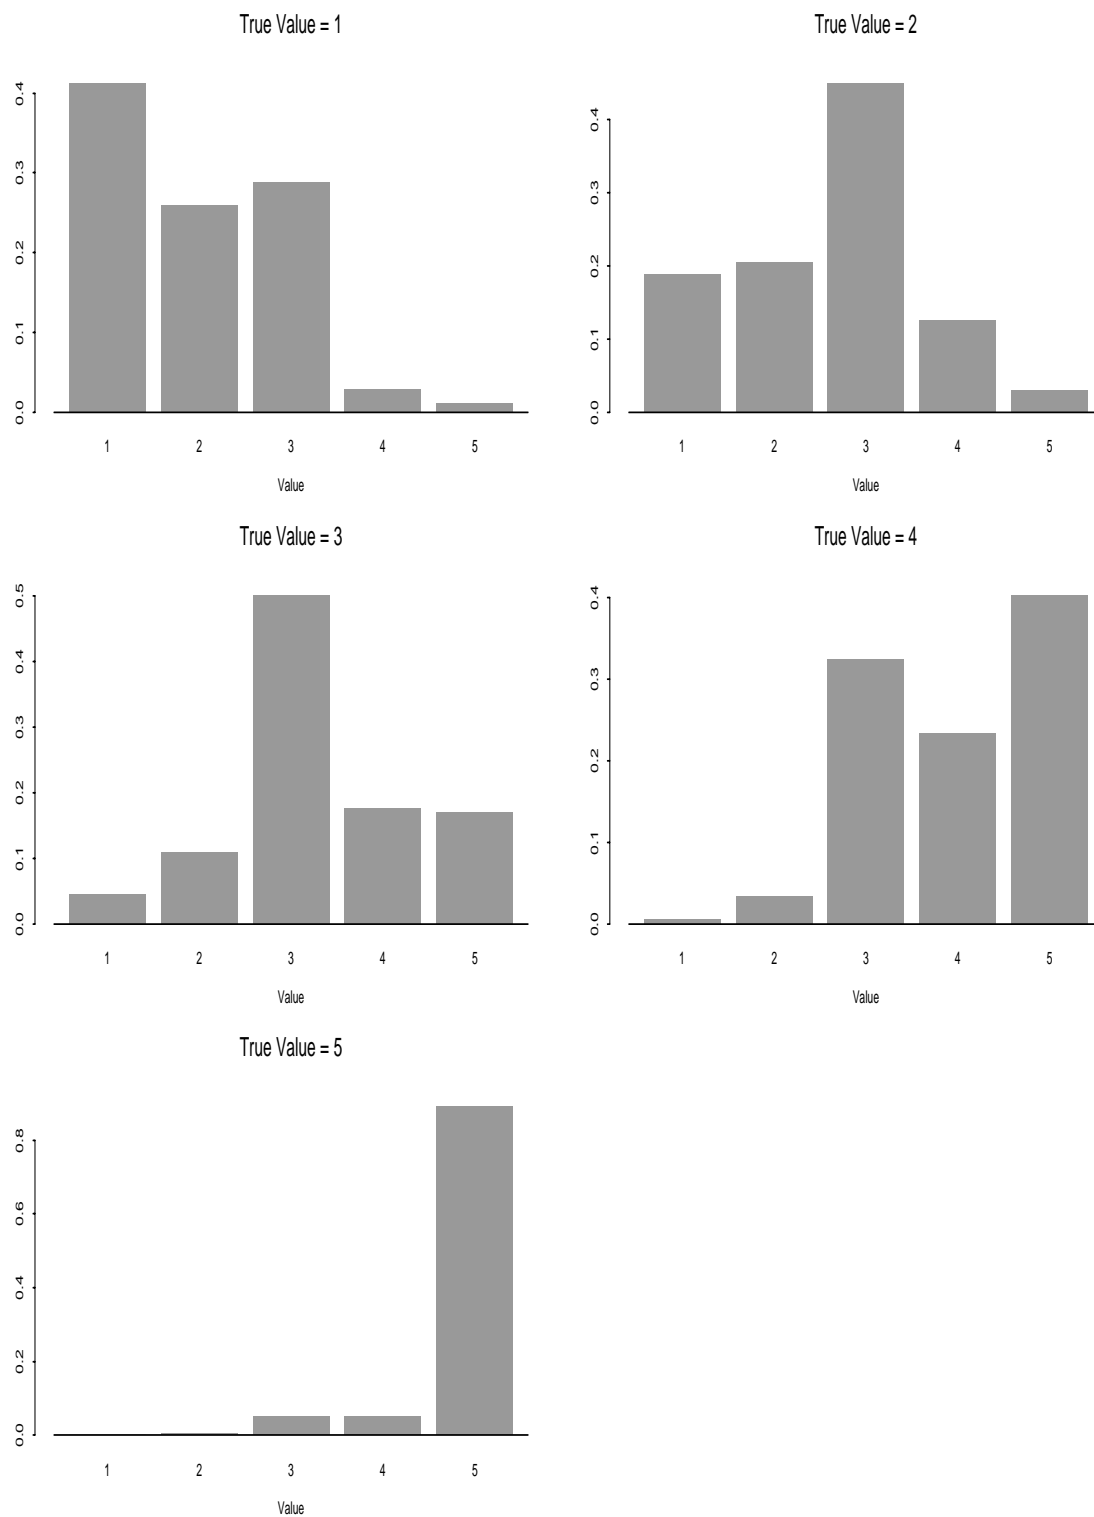 True Value = 1
0.0 0.1 0.2 0.3 0.4
1 2 3 4 5
Value
True Value = 2
0.0 0.1 0.2 0.3 0.4
1 2 3 4 5
Value
True Value = 3
0.0 0.1 0.2 0.3 0.4 0.5
1 2 3 4 5
Value
True Value = 4
0.0 0.1 0.2 0.3 0.4
1 2 3 4 5
Value
True Value = 5
0.0 0.2 0.4 0.6 0.8
1 2 3 4 5
Value